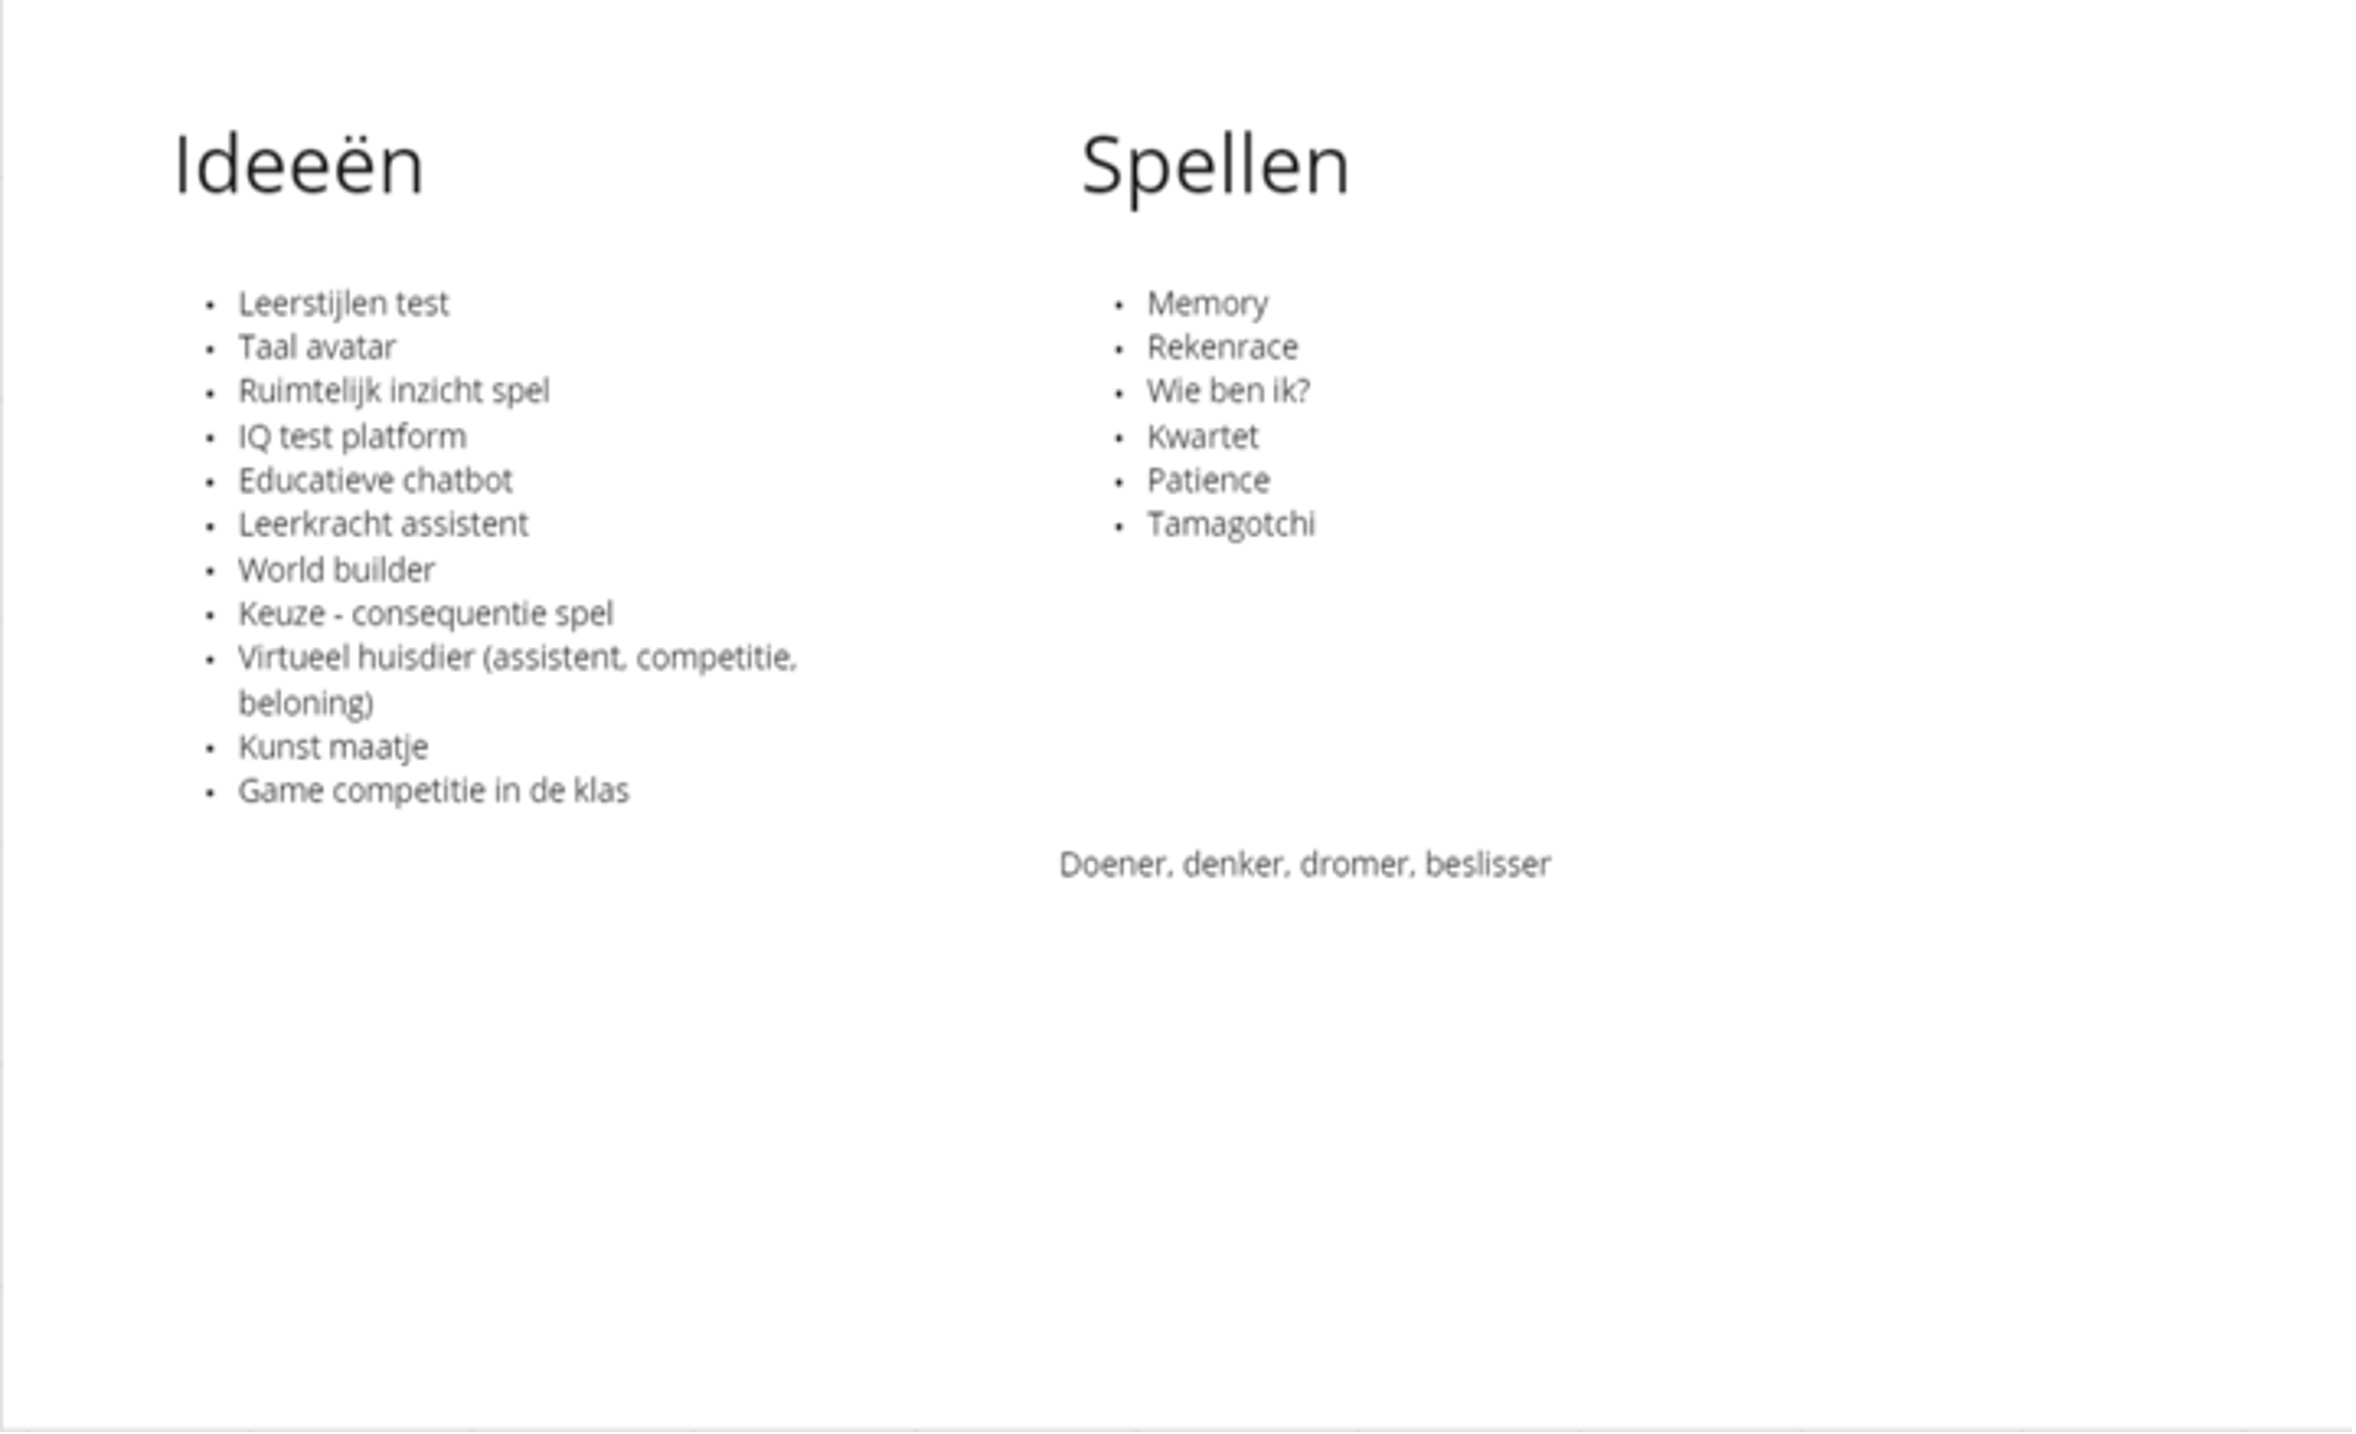 Ideeën
• Leerstijlen test
• Taal avatar
• Ruimtelijk inzicht spel
• IQ test platform
• Educatieve chatbot
• Leerkracht assistent
• World builder
• Keuze - consequentie spel
• Virtueel huisdier (assistent, competitie,
beloning)
• Kunst maatje
• Game competitie in de klas
Spellen
• Memory
• Rekenrace
• Wie ben ik?
• Kwartet
• Patience
• Tamagotchi
Doener, denker, dromer, beslisser